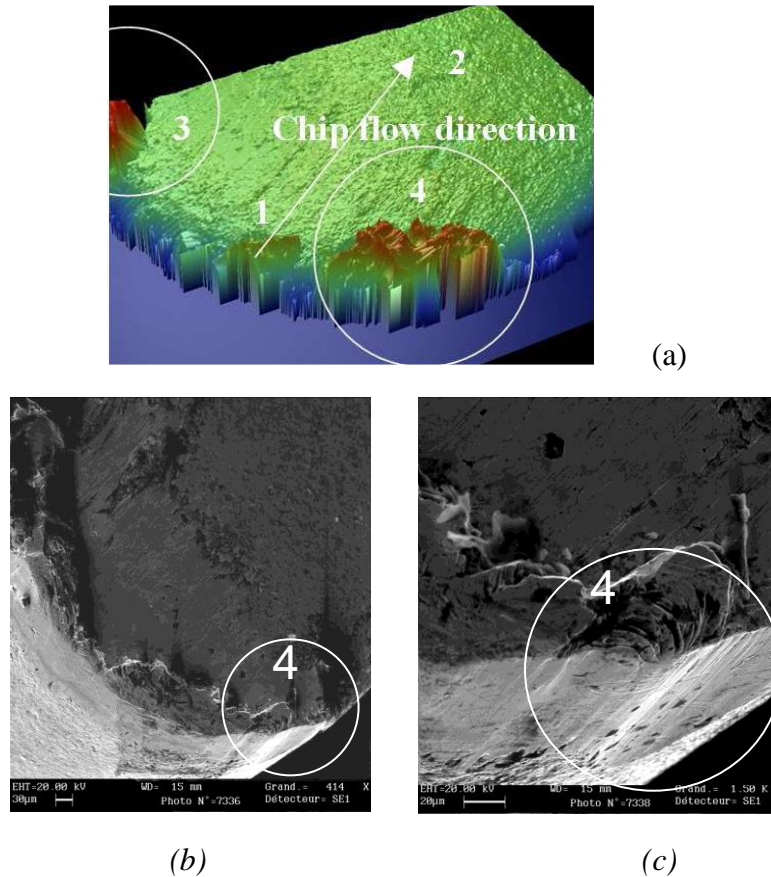 2
3
Chip flow direction
4
1
(a)
4
EHT=20.00 kV WD= 15 mm Grand.= 414 X
30µm Photo N°=7336 Détecteur= SE1
4
EHT=20.00 kV WD= 15 mm Grand.= 1.50 K
20µm Photo N°=7338 Détecteur= SE1
(b)
(c)